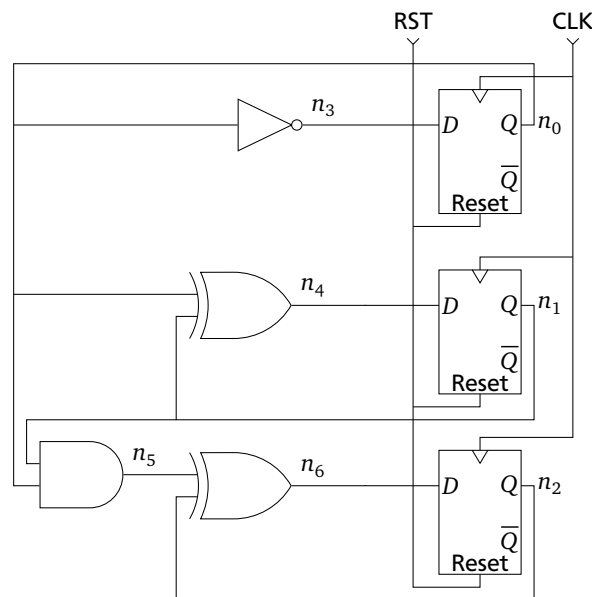 RST CLK
n₃ D Q n₀
Q̅
Reset
n₄ D Q n₁
Q̅
Reset
n₅ n₆ D Q n₂
Q̅
Reset